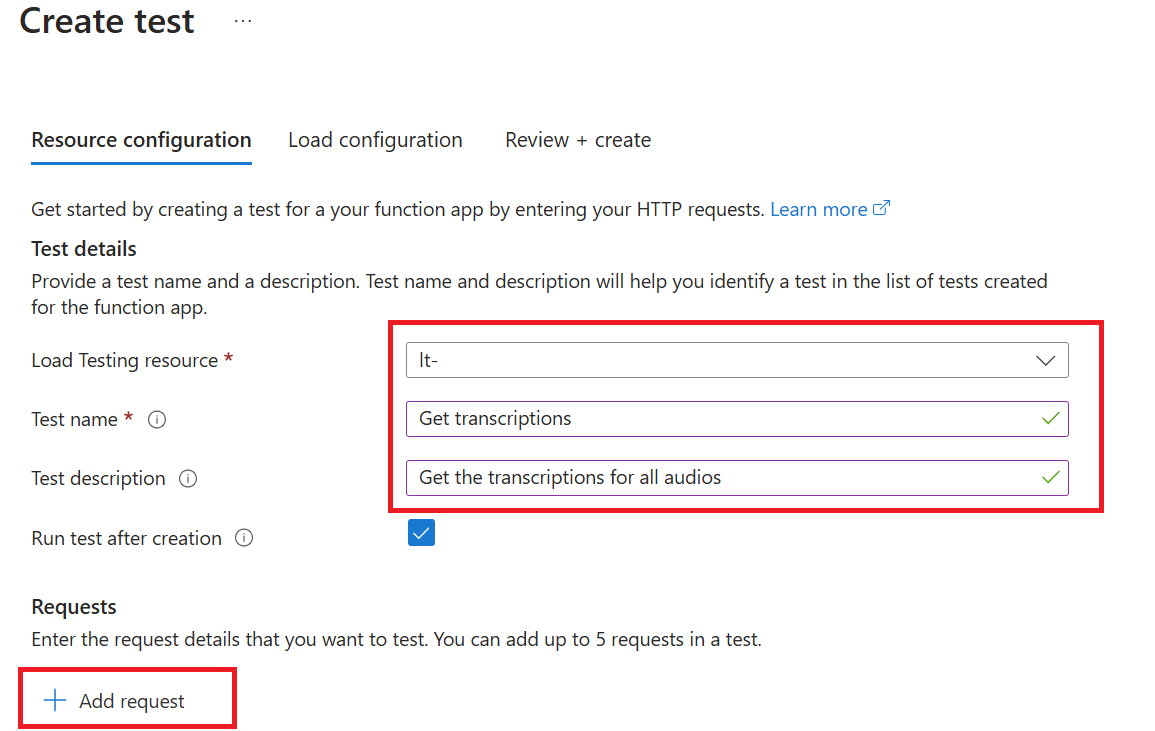 Create test ...
Resource configuration Load configuration Review + create
Get started by creating a test for a your function app by entering your HTTP requests. Learn more
Test details
Provide a test name and a description. Test name and description will help you identify a test in the list of tests created
for the function app.
Load Testing resource * lt-
Test name * Get transcriptions
Test description Get the transcriptions for all audios
Run test after creation
Requests
Enter the request details that you want to test. You can add up to 5 requests in a test.
+ Add request